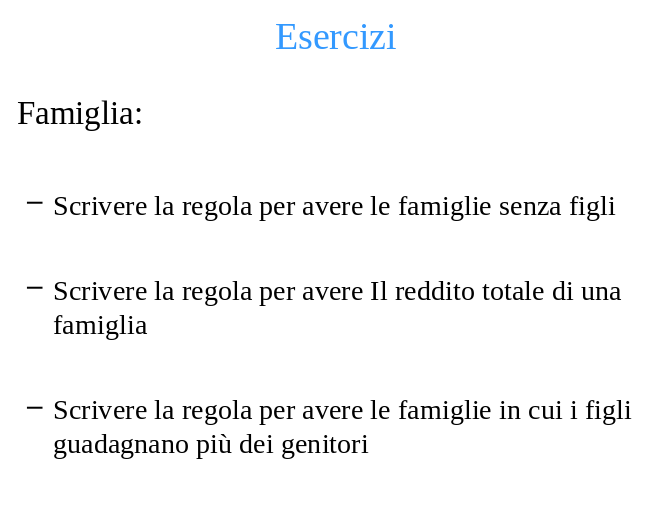 Esercizi
Famiglia:
– Scrivere la regola per avere le famiglie senza figli
– Scrivere la regola per avere Il reddito totale di una
famiglia
– Scrivere la regola per avere le famiglie in cui i figli
guadagnano più dei genitori